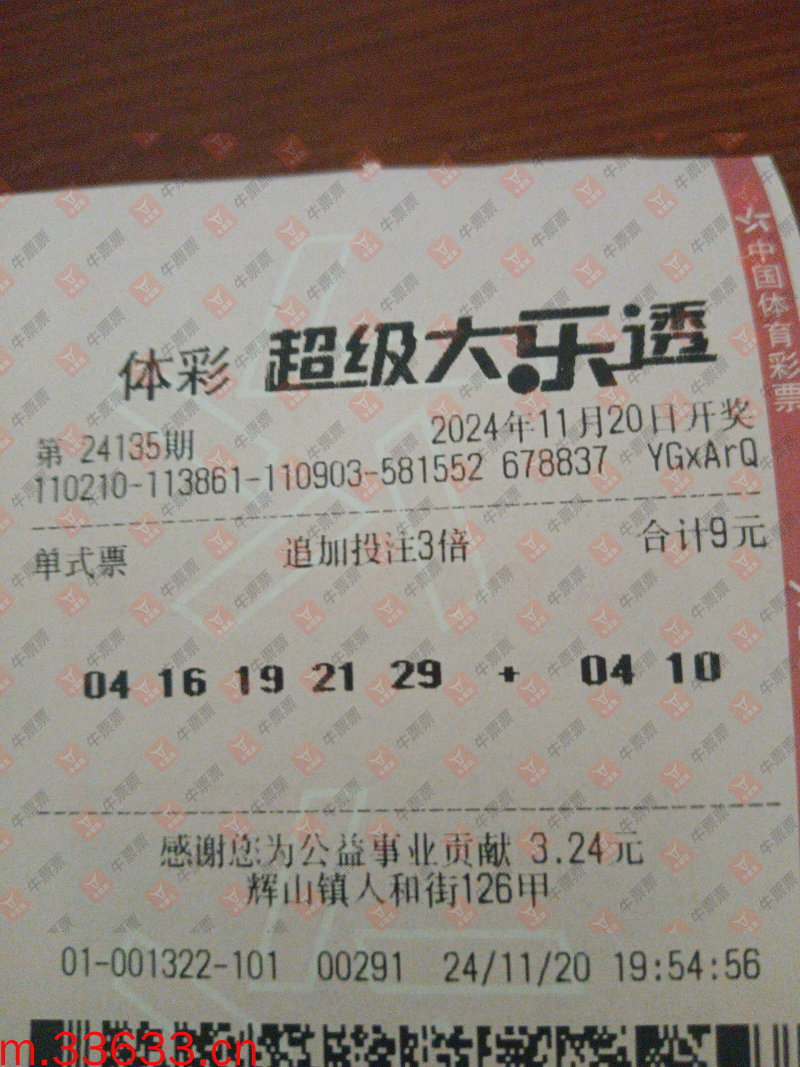 中国体育彩票
体彩 超级大乐透
第 24135期 2024年11月20日开奖
110210-113861-110903-581552 678837 YGxArQ
单式票 追加投注3倍 合计9元
04 16 19 21 29 + 04 10
感谢您为公益事业贡献 3.24元
辉山镇人和街126甲
01-001322-101 00291 24/11/20 19:54:56
m.33633.cn
牛票票